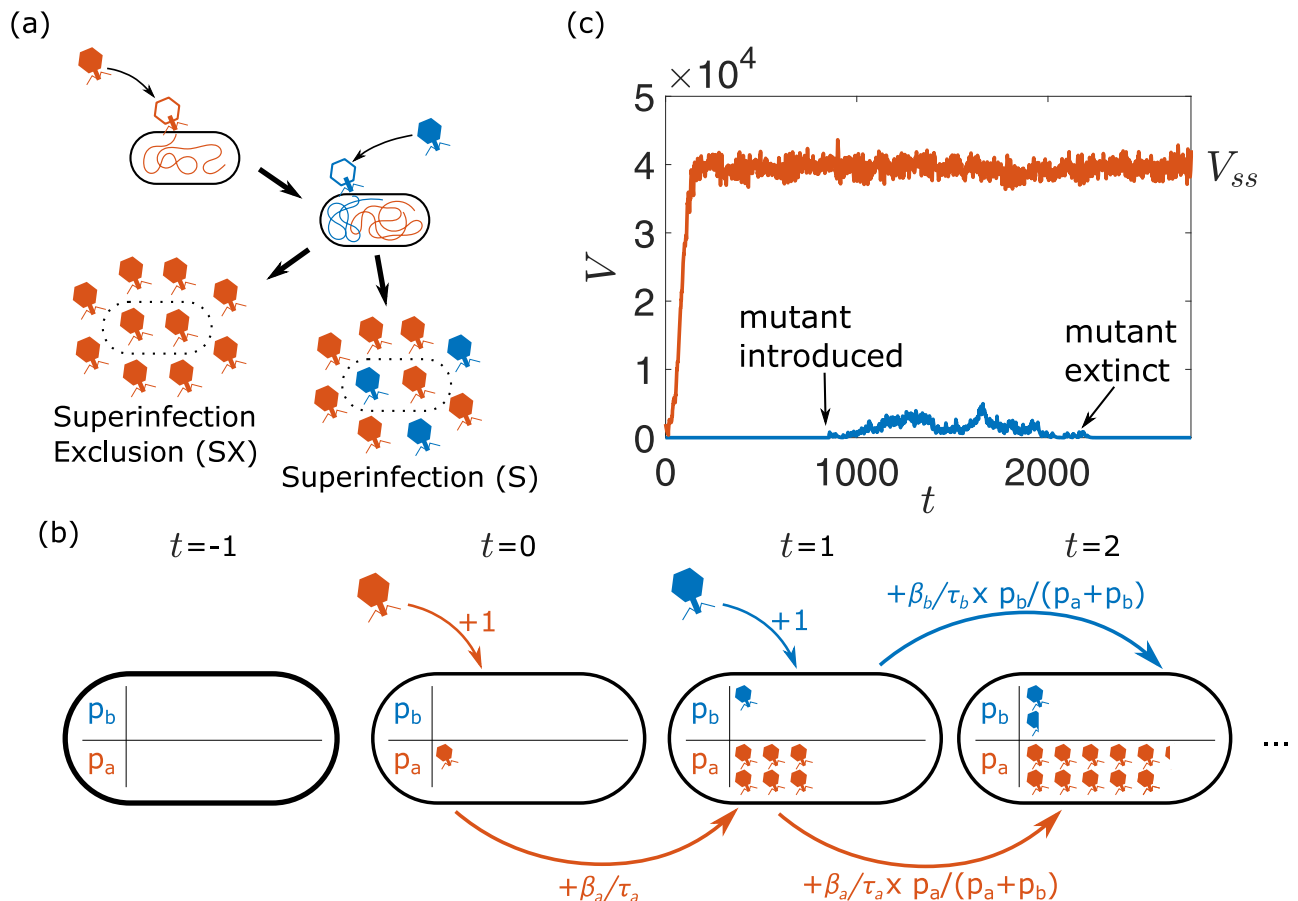 (a)
Superinfection
Exclusion (SX)
Superinfection (S)
(c)
×10⁴
5
4
3
2
1
0
V
V_ss
mutant
introduced
mutant
extinct
0
1000
2000
t
(b)
t=-1
t=0
t=1
t=2
+1
+1
+β_b/τ_b x p_b/(p_a+p_b)
p_b
p_a
p_b
p_a
p_b
p_a
p_b
p_a
...
+β_a/τ_a
+β_a/τ_a x p_a/(p_a+p_b)